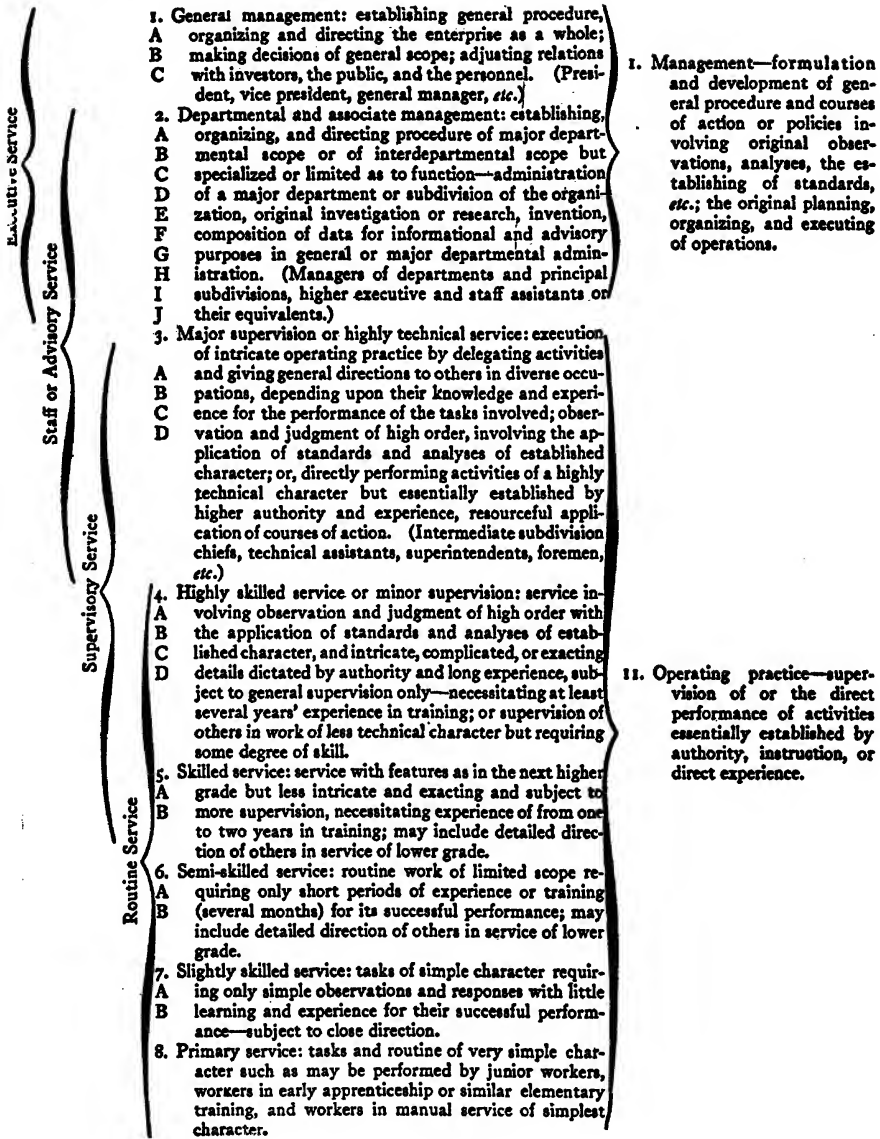 Executive Service
Staff or Advisory Service
Supervisory Service
Routine Service
1. General management: establishing general procedure,
A organizing and directing the enterprise as a whole;
B making decisions of general scope; adjusting relations
C with investors, the public, and the personnel. (Presi-
dent, vice president, general manager, etc.)
2. Departmental and associate management: establishing,
A organizing, and directing procedure of major depart-
B mental scope or of interdepartmental scope but
C specialized or limited as to function—administration
D of a major department or subdivision of the organi-
E zation, original investigation or research, invention,
F composition of data for informational and advisory
G purposes in general or major departmental admin-
H istration. (Managers of departments and principal
I subdivisions, higher executive and staff assistants or
J their equivalents.)
3. Major supervision or highly technical service: execution
of intricate operating practice by delegating activities
A and giving general directions to others in diverse occu-
B pations, depending upon their knowledge and experi-
C ence for the performance of the tasks involved; obser-
D vation and judgment of high order, involving the ap-
plication of standards and analyses of established
character; or, directly performing activities of a highly
technical character but essentially established by
higher authority and experience, resourceful appli-
cation of courses of action. (Intermediate subdivision
chiefs, technical assistants, superintendents, foremen,
etc.)
4. Highly skilled service or minor supervision: service in-
A volving observation and judgment of high order with
B the application of standards and analyses of estab-
C lished character, and intricate, complicated, or exacting
D details dictated by authority and long experience, sub-
ject to general supervision only—necessitating at least
several years' experience in training; or supervision of
others in work of less technical character but requiring
some degree of skill.
5. Skilled service: service with features as in the next higher
A grade but less intricate and exacting and subject to
B more supervision, necessitating experience of from one
to two years in training; may include detailed direc-
tion of others in service of lower grade.
6. Semi-skilled service: routine work of limited scope re-
A quiring only short periods of experience or training
B (several months) for its successful performance; may
include detailed direction of others in service of lower
grade.
7. Slightly skilled service: tasks of simple character requir-
A ing only simple observations and responses with little
B learning and experience for their successful perform-
ance—subject to close direction.
8. Primary service: tasks and routine of very simple char-
acter such as may be performed by junior workers,
workers in early apprenticeship or similar elementary
training, and workers in manual service of simplest
character.
I. Management—formulation
and development of gen-
eral procedure and courses
of action or policies in-
volving original obser-
vations, analyses, the es-
tablishing of standards,
etc.; the original planning,
organizing, and executing
of operations.
II. Operating practice—super-
vision of or the direct
performance of activities
essentially established by
authority, instruction, or
direct experience.